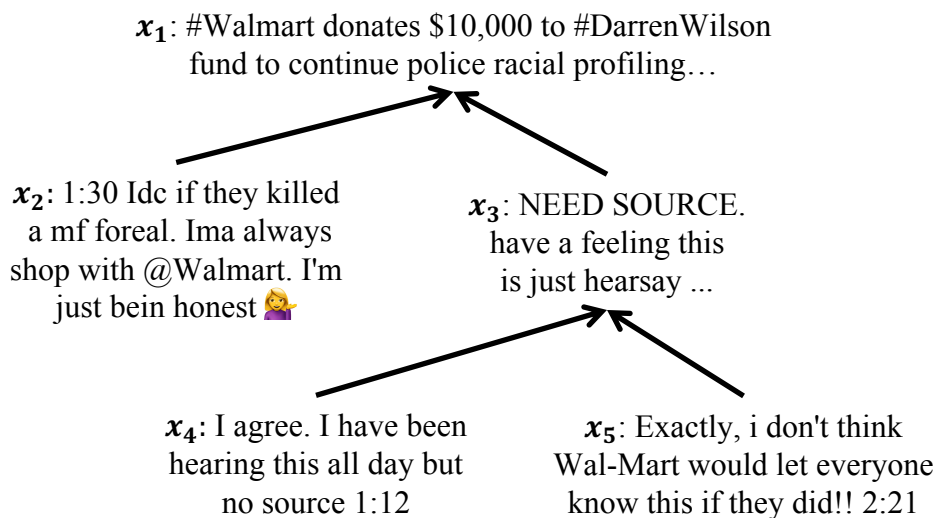 x₁: #Walmart donates $10,000 to #DarrenWilson
fund to continue police racial profiling…
x₂: 1:30 Idc if they killed
a mf foreal. Ima always
shop with @Walmart. I'm
just bein honest 💁‍♀️
x₃: NEED SOURCE.
have a feeling this
is just hearsay ...
x₄: I agree. I have been
hearing this all day but
no source 1:12
x₅: Exactly, i don't think
Wal-Mart would let everyone
know this if they did!! 2:21